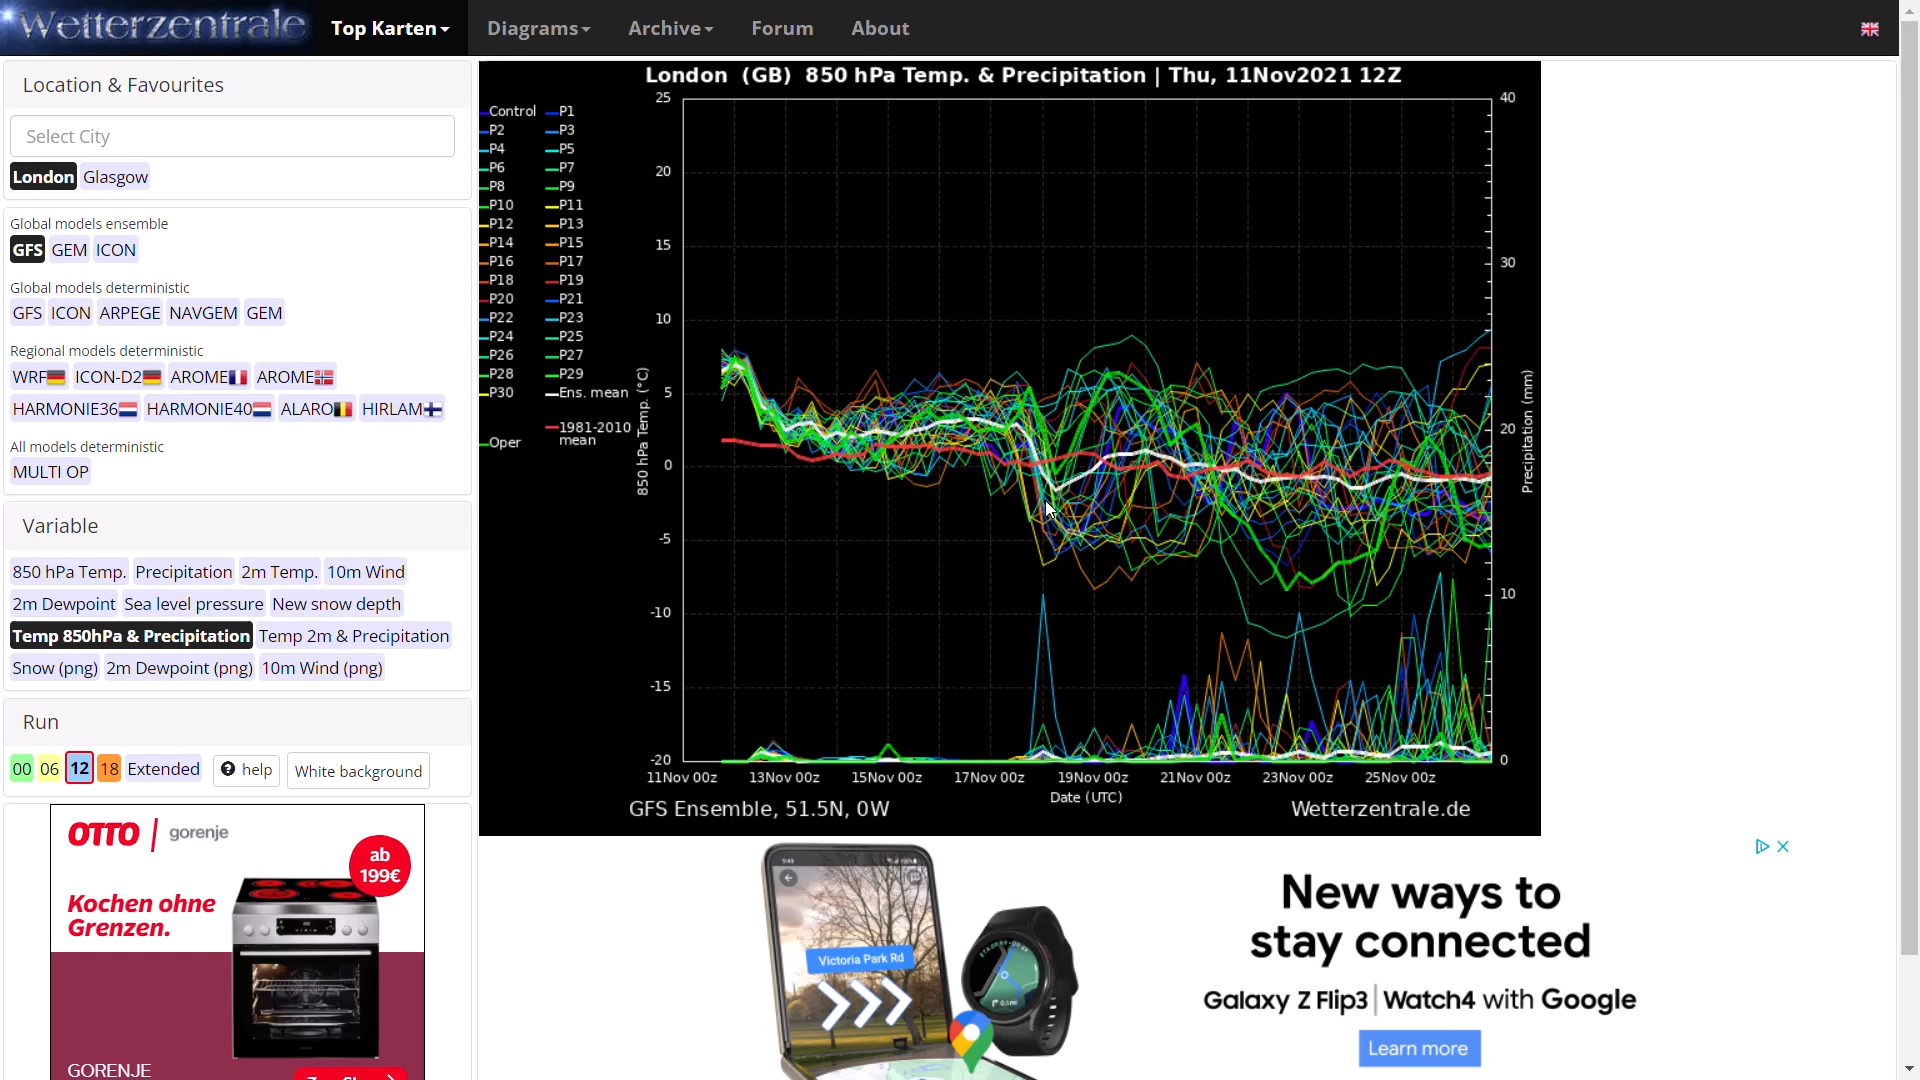 Wetterzentrale
Top Karten
Diagrams
Archive
Forum
About
Location & Favourites
Select City
London Glasgow
Global models ensemble
GFS GEM ICON
Global models deterministic
GFS ICON ARPEGE NAVGEM GEM
Regional models deterministic
WRF ICON-D2 AROME AROME
HARMONIE36 HARMONIE40 ALARO HIRLAM
All models deterministic
MULTI OP
Variable
850 hPa Temp. Precipitation 2m Temp. 10m Wind
2m Dewpoint Sea level pressure New snow depth
Temp 850hPa & Precipitation Temp 2m & Precipitation
Snow (png) 2m Dewpoint (png) 10m Wind (png)
Run
00 06 12 18 Extended ? help White background
OTTO gorenje
ab
199€
Kochen ohne
Grenzen.
GORENJE
London (GB) 850 hPa Temp. & Precipitation | Thu, 11Nov2021 12Z
Control P1
P2 P3
P4 P5
P6 P7
P8 P9
P10 P11
P12 P13
P14 P15
P16 P17
P18 P19
P20 P21
P22 P23
P24 P25
P26 P27
P28 P29
P30 Ens. mean
Oper 1981-2010
mean
850 hPa Temp. (°C)
25
20
15
10
5
0
-5
-10
-15
-20
40
30
20
10
0
Precipitation (mm)
11Nov 00z 13Nov 00z 15Nov 00z 17Nov 00z 19Nov 00z 21Nov 00z 23Nov 00z 25Nov 00z
Date (UTC)
GFS Ensemble, 51.5N, 0W
Wetterzentrale.de
9:43
Victoria Park Rd
0.1mi
New ways to
stay connected
Galaxy Z Flip3 | Watch4 with Google
Learn more